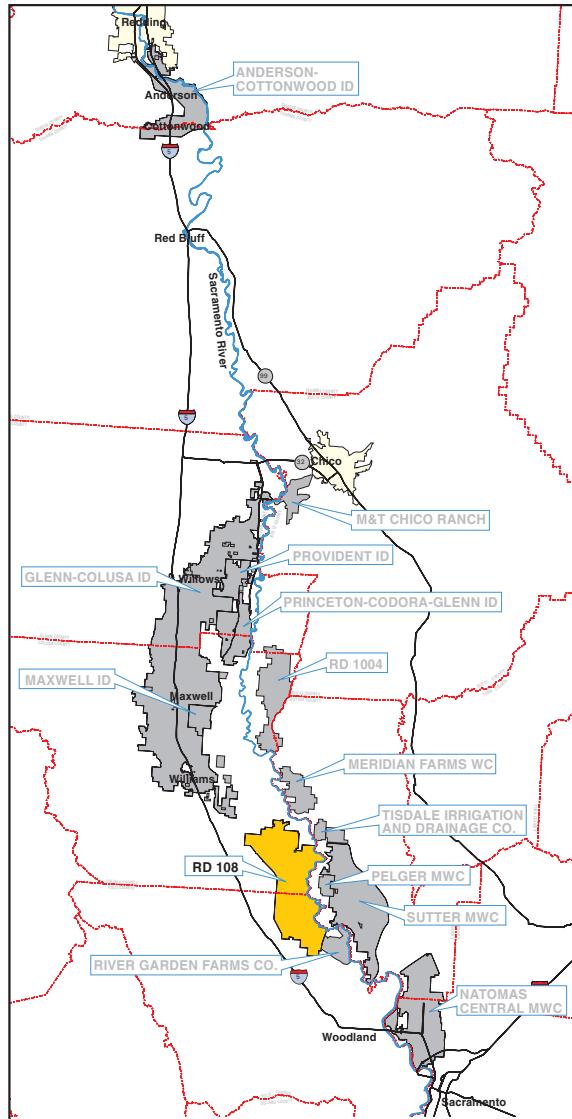 Redding
ANDERSON-
COTTONWOOD ID
Anderson
Cottonwood
5
Red Bluff
Sacramento River
99
5
32
Chico
M&T CHICO RANCH
PROVIDENT ID
GLENN-COLUSA ID
Willows
PRINCETON-CODORA-GLENN ID
RD 1004
MAXWELL ID
Maxwell
MERIDIAN FARMS WC
Williams
TISDALE IRRIGATION
AND DRAINAGE CO.
RD 108
PELGER MWC
SUTTER MWC
RIVER GARDEN FARMS CO.
5
NATOMAS
CENTRAL MWC
Woodland
Sacramento